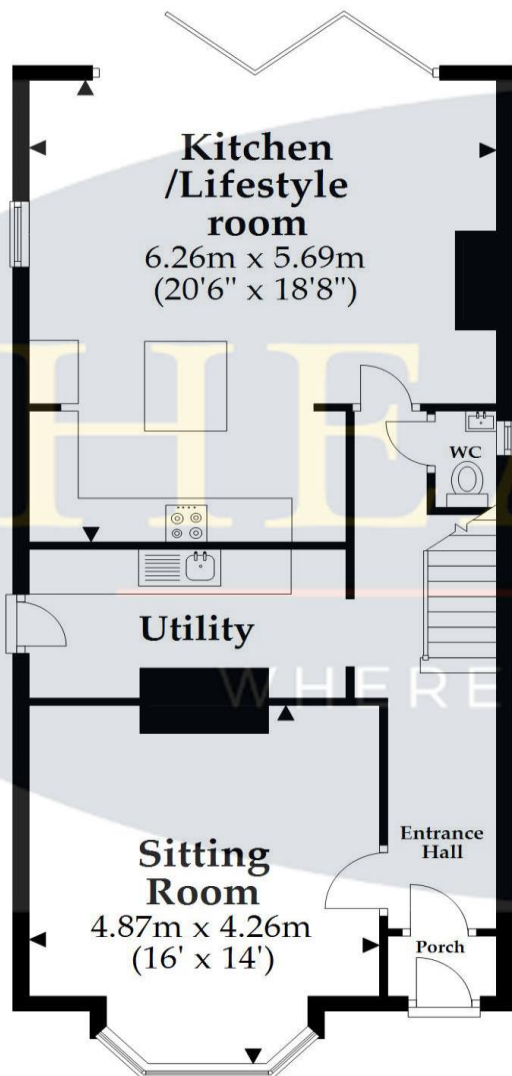 Kitchen
/Lifestyle
room
6.26m x 5.69m
(20'6" x 18'8")
HEA
WC
Utility
WHERE
Entrance
Hall
Sitting
Room
4.87m x 4.26m
(16' x 14')
Porch